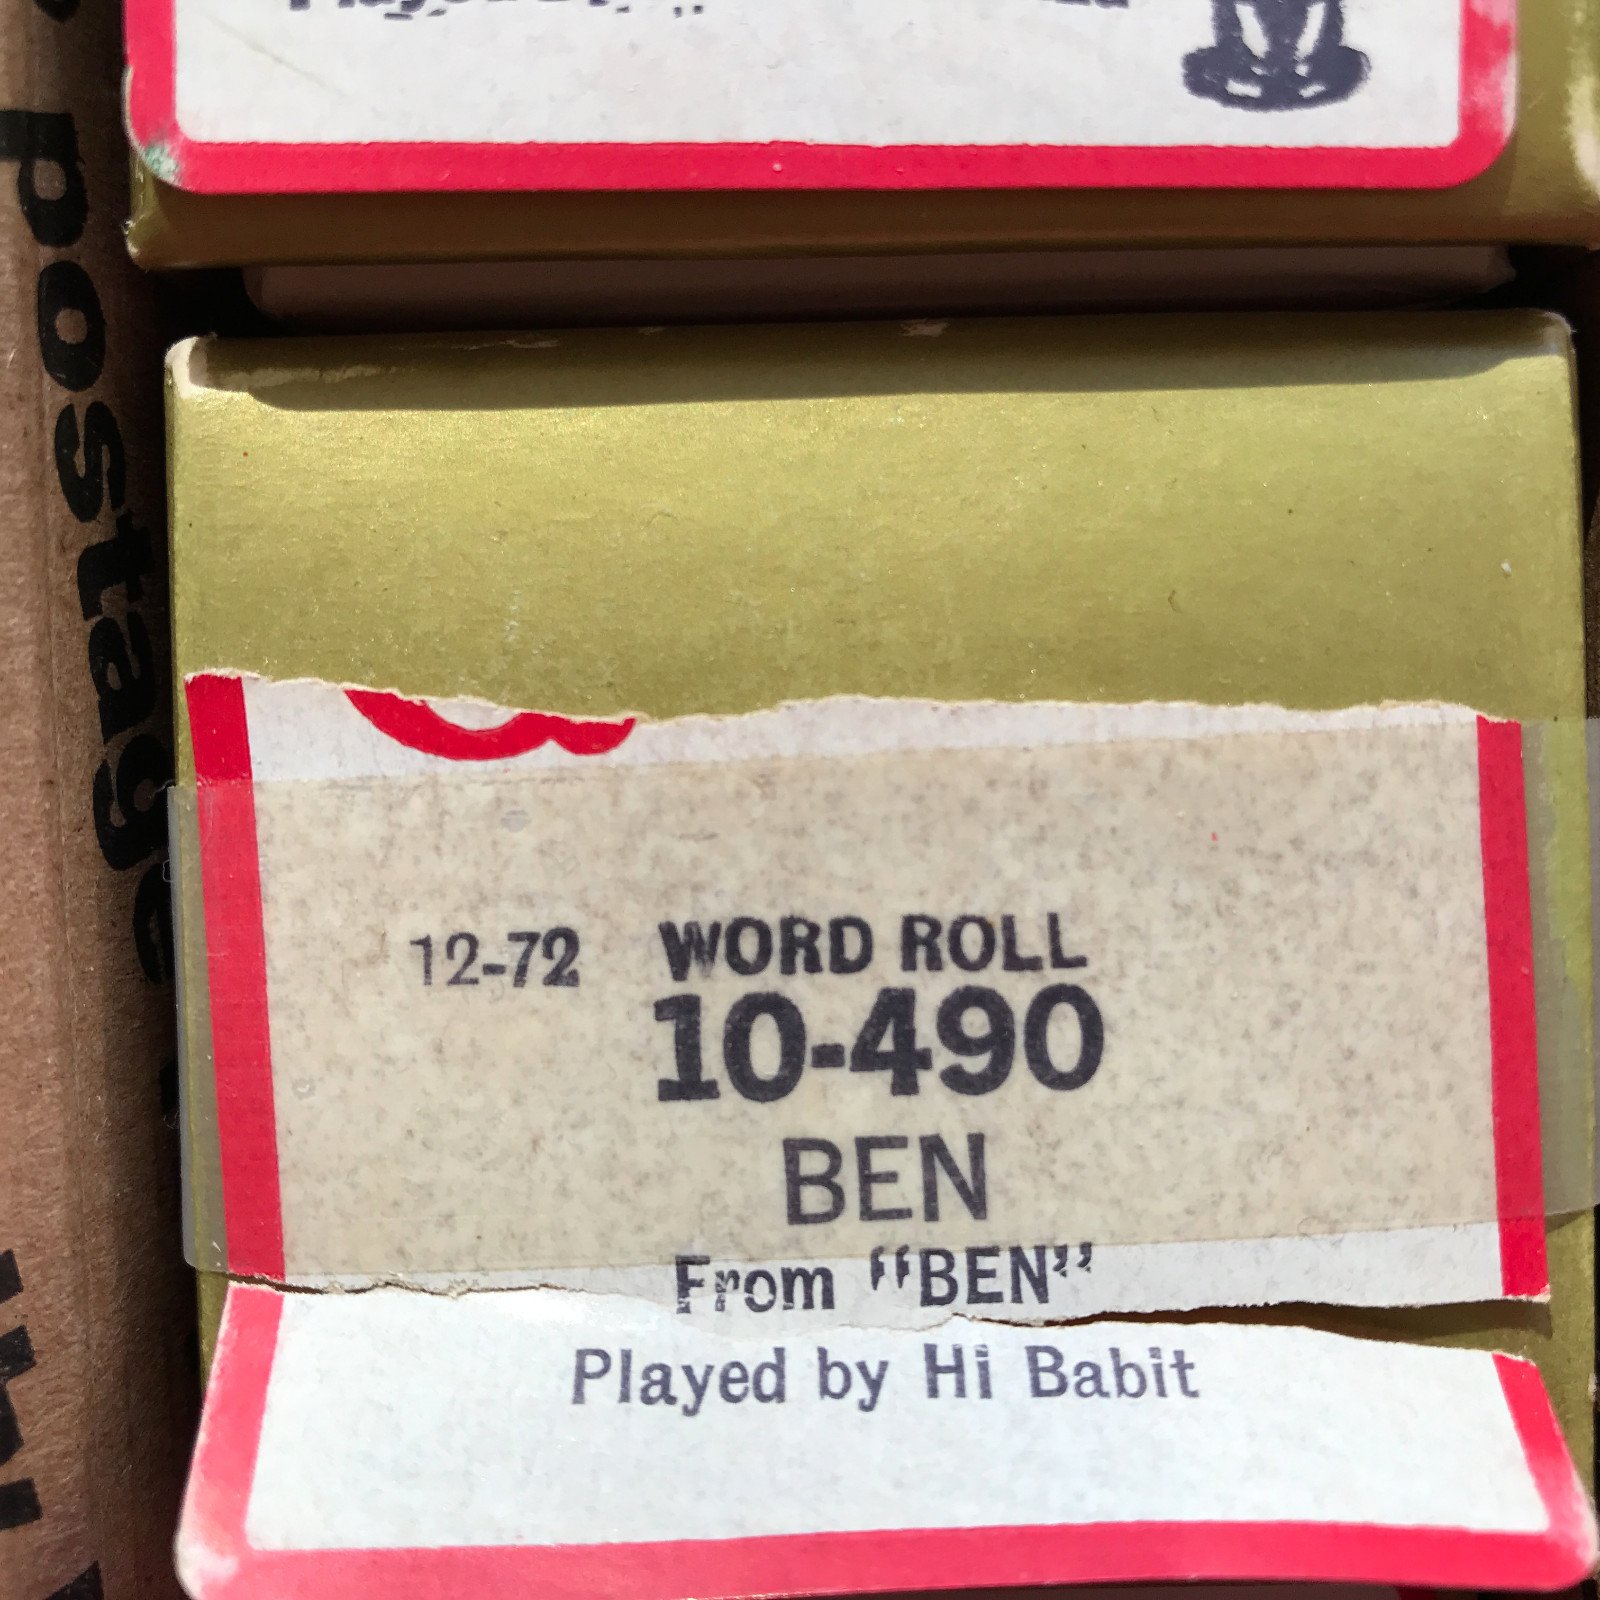 postage
12-72 WORD ROLL
10-490
BEN
From "BEN"
Played by Hi Babit